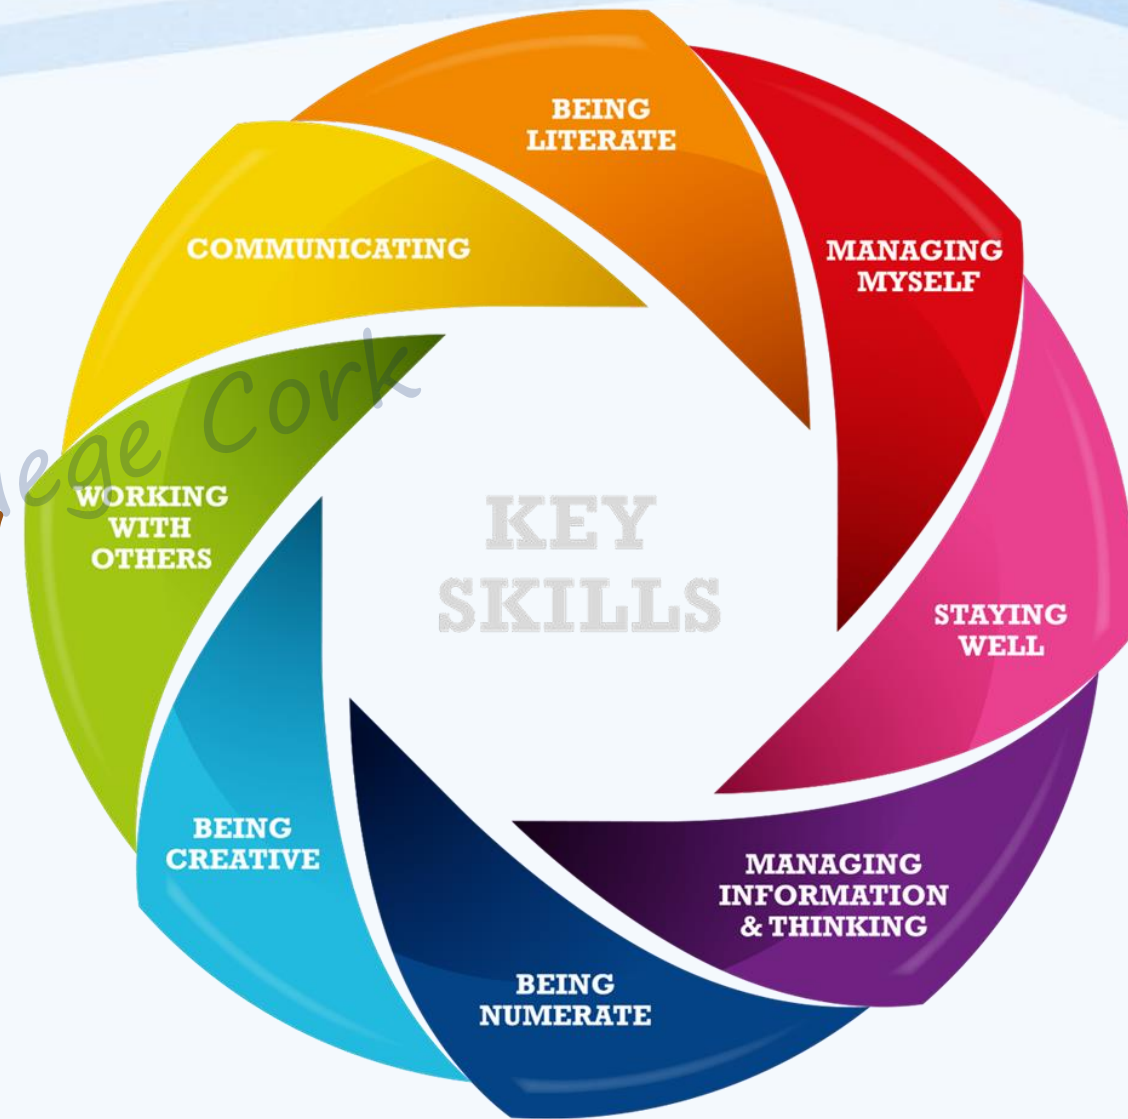 BEING
LITERATE
MANAGING
MYSELF
STAYING
WELL
MANAGING
INFORMATION
& THINKING
BEING
NUMERATE
BEING
CREATIVE
WORKING
WITH
OTHERS
COMMUNICATING
KEY
SKILLS
Cork